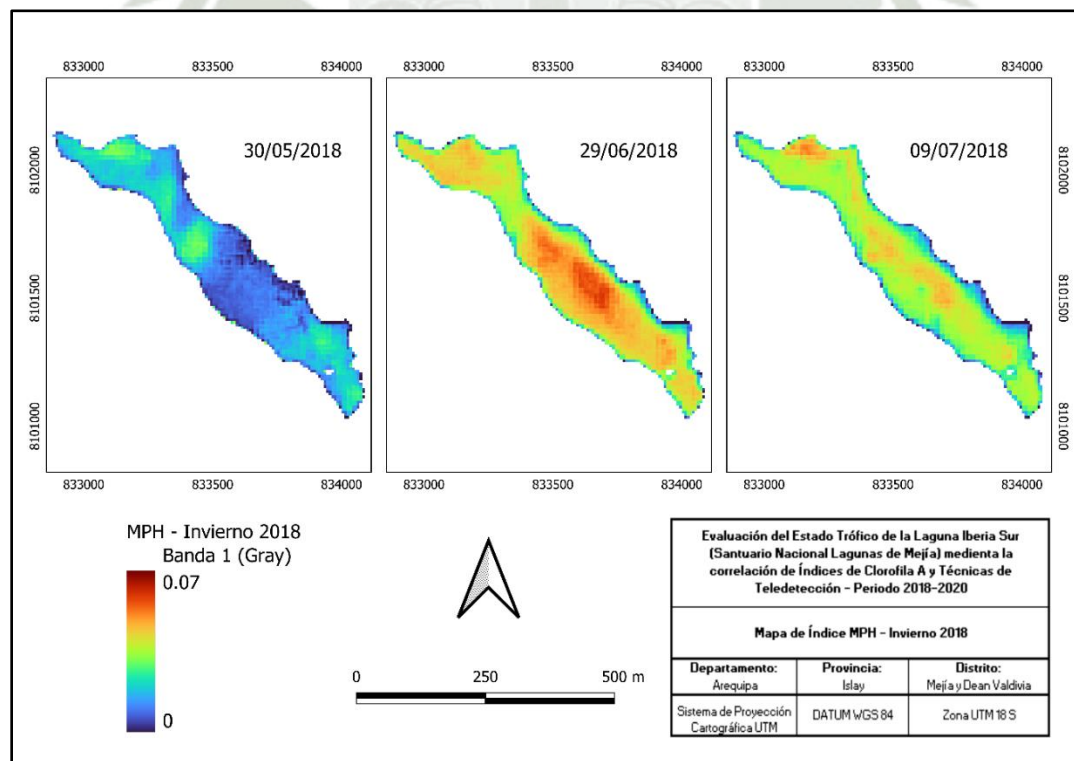 833000 833500 834000 833000 833500 834000 833000 833500 834000
30/05/2018 29/06/2018 09/07/2018
8102000 8102000
8101500 8101500
8101000 8101000
833000 833500 834000 833000 833500 834000 833000 833500 834000
MPH - Invierno 2018
Banda 1 (Gray)
0.07
0
0 250 500 m
Evaluación del Estado Trófico de la Laguna Iberia Sur
(Santuario Nacional Lagunas de Mejía) medienta la
correlación de Índices de Clorofila A y Técnicas de
Teledetección - Periodo 2018-2020
Mapa de Índice MPH - Invierno 2018
Departamento: Provincia: Distrito:
Arequipa Islay Mejía y Dean Valdivia
Sistema de Proyección
Cartográfica UTM DATUM WGS 84 Zona UTM 18 S